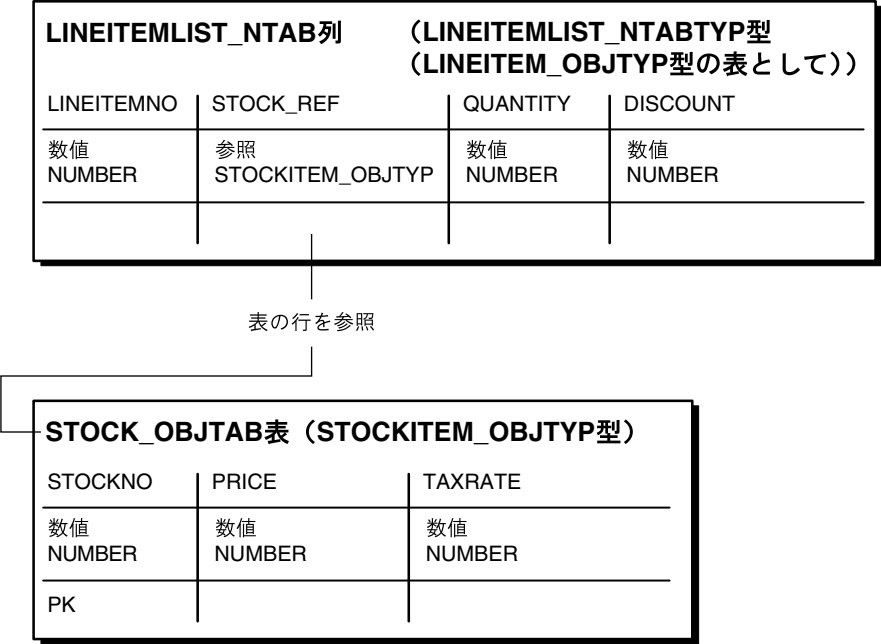 LINEITEMLIST_NTAB列 （LINEITEMLIST_NTABTYP型
（LINEITEM_OBJTYP型の表として））
LINEITEMNO STOCK_REF QUANTITY DISCOUNT
数値 参照 数値 数値
NUMBER STOCKITEM_OBJTYP NUMBER NUMBER
表の行を参照
STOCK_OBJTAB表（STOCKITEM_OBJTYP型）
STOCKNO PRICE TAXRATE
数値 数値 数値
NUMBER NUMBER NUMBER
PK